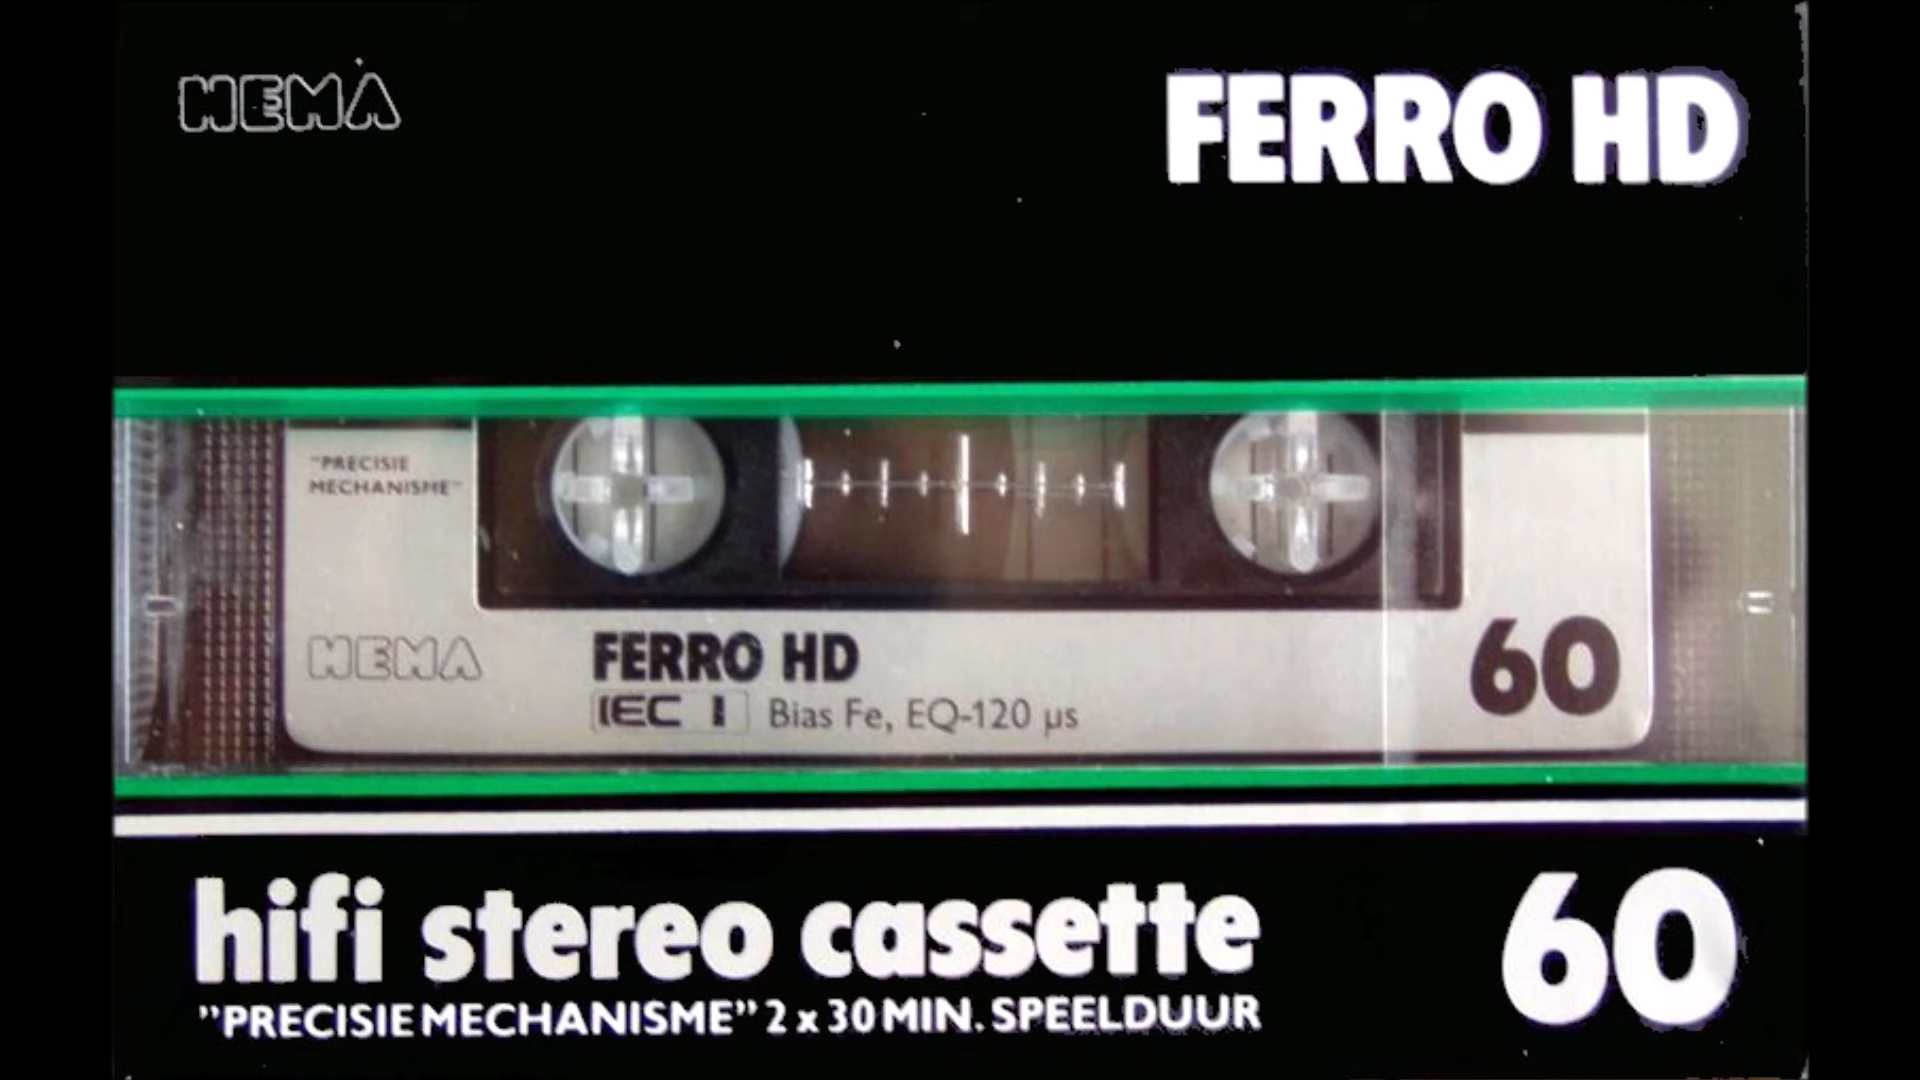 HEMA
FERRO HD
"PRECISIE
MECHANISME"
HEMA
FERRO HD
60
IEC I Bias Fe, EQ-120 µs
hifi stereo cassette
60
"PRECISIE MECHANISME" 2 x 30 MIN. SPEELDUUR